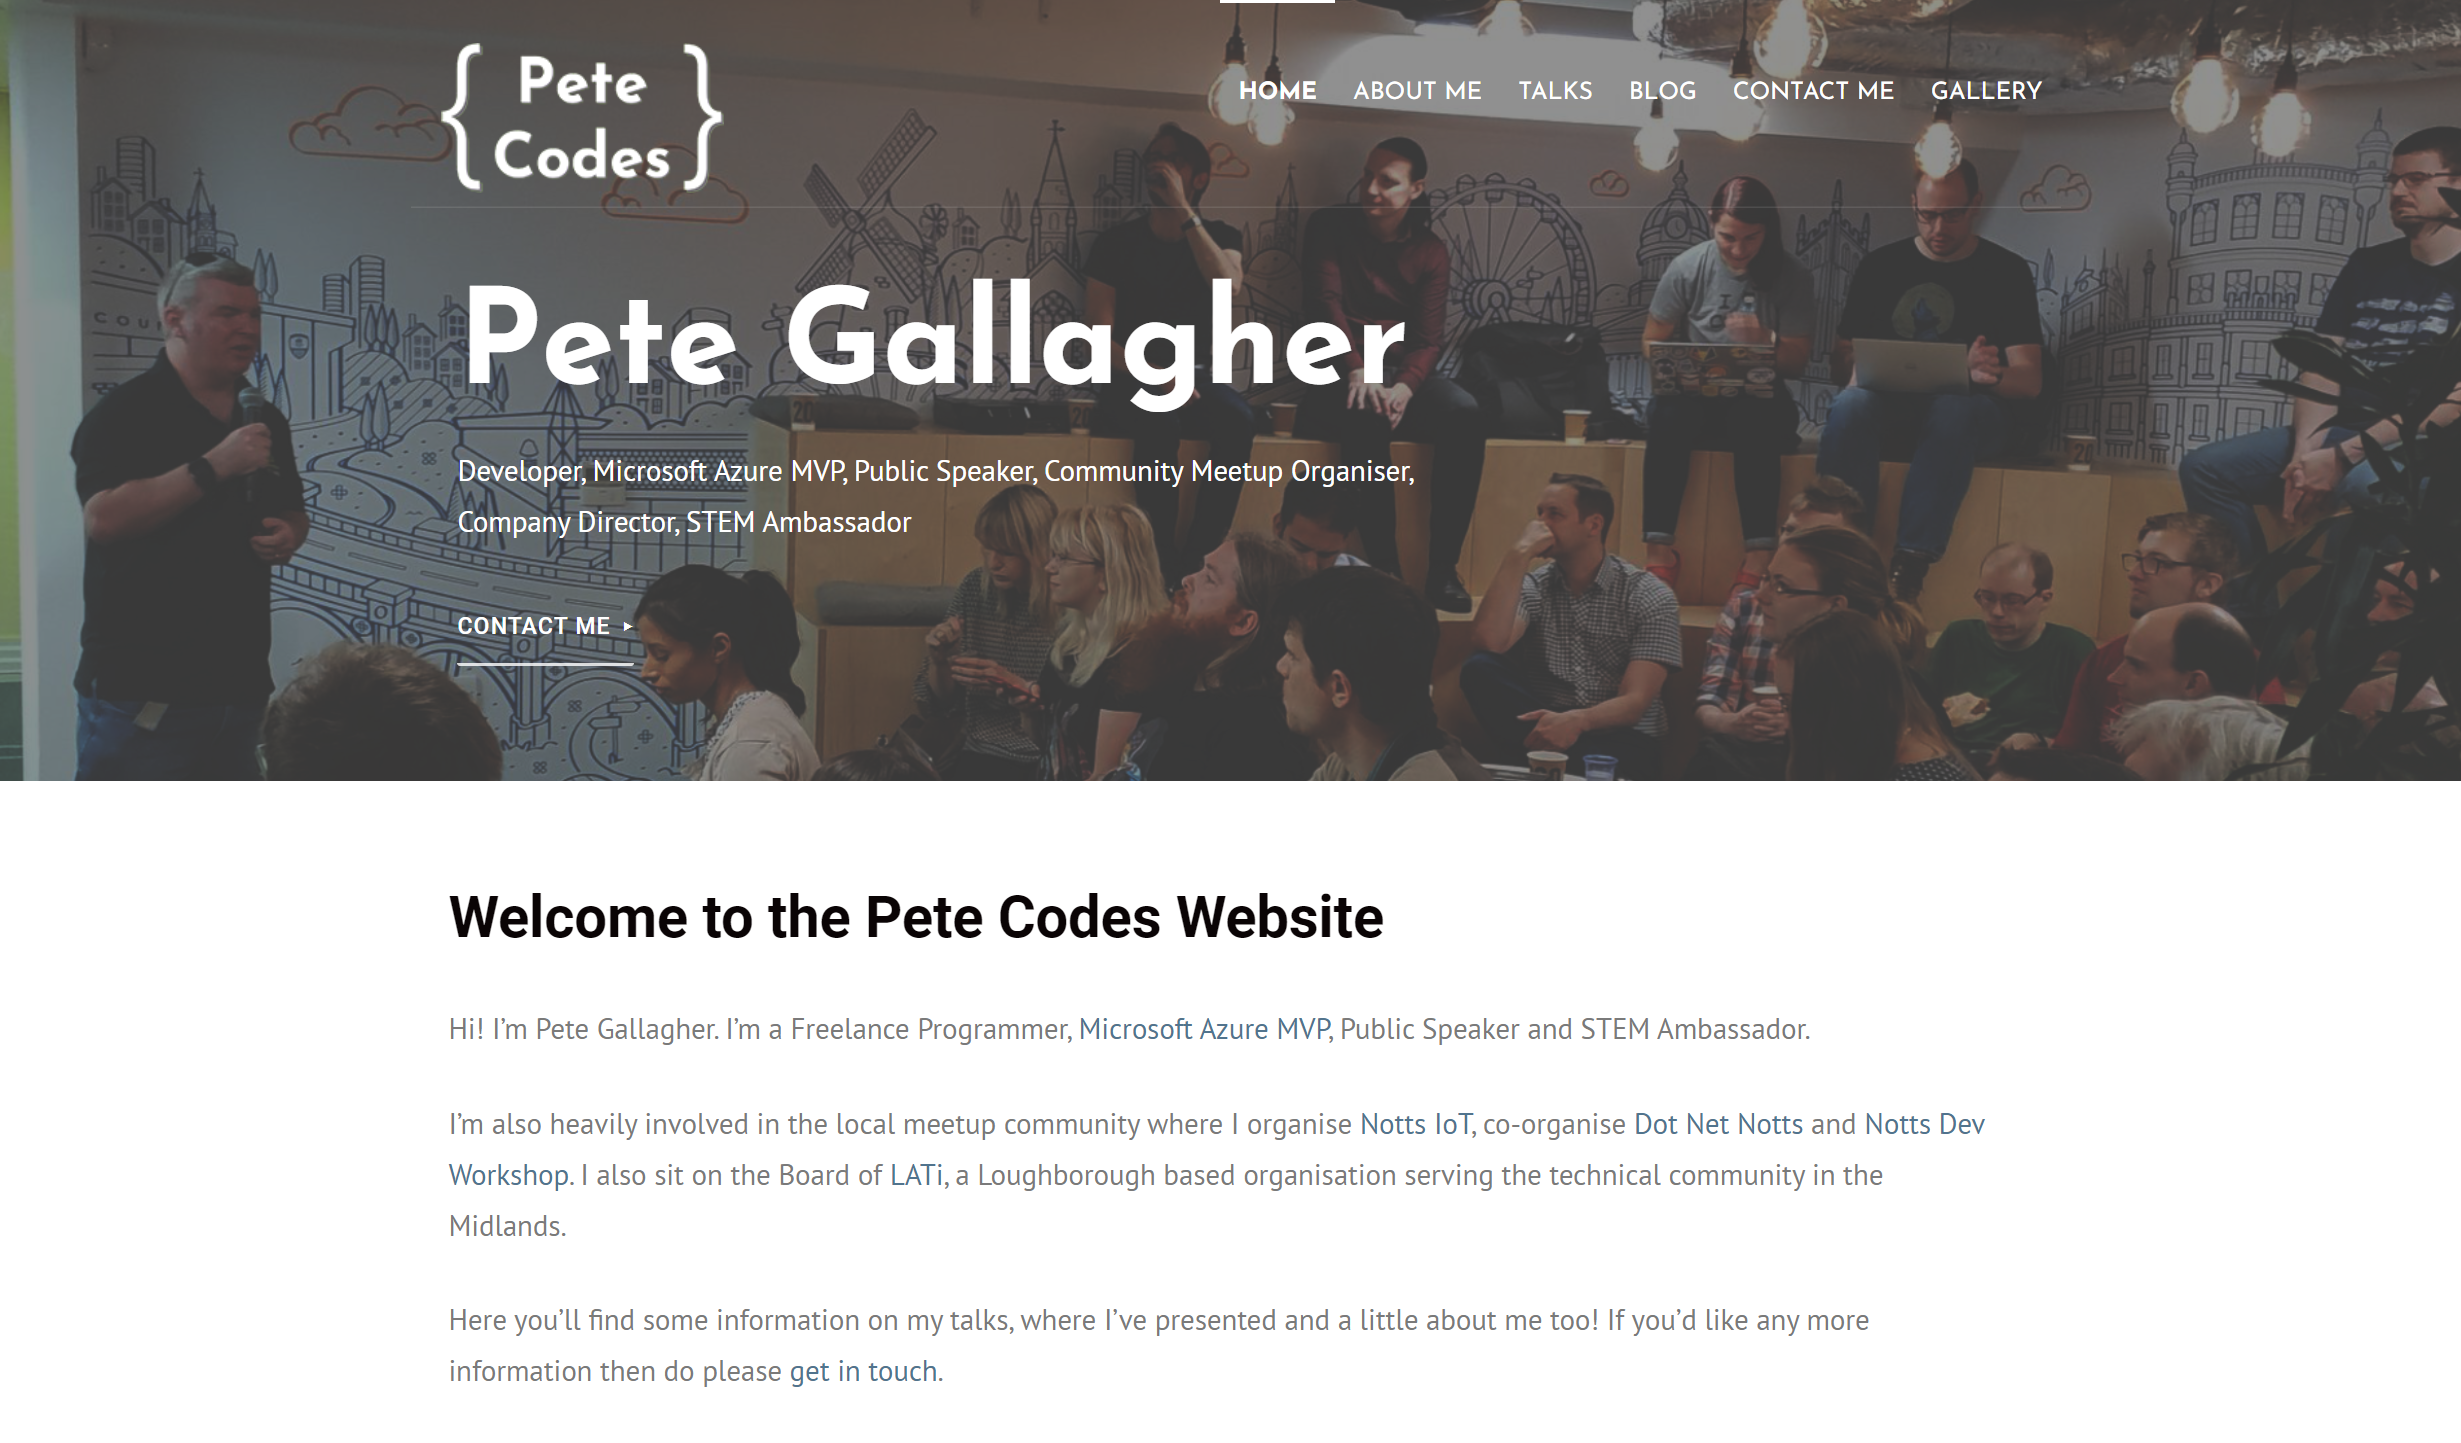 Pete
Codes
HOME ABOUT ME TALKS BLOG CONTACT ME GALLERY
Pete Gallagher
Developer, Microsoft Azure MVP, Public Speaker, Community Meetup Organiser,
Company Director, STEM Ambassador
CONTACT ME
Welcome to the Pete Codes Website
Hi! I’m Pete Gallagher. I’m a Freelance Programmer, Microsoft Azure MVP, Public Speaker and STEM Ambassador.
I’m also heavily involved in the local meetup community where I organise Notts IoT, co-organise Dot Net Notts and Notts Dev
Workshop. I also sit on the Board of LATi, a Loughborough based organisation serving the technical community in the
Midlands.
Here you’ll find some information on my talks, where I’ve presented and a little about me too! If you’d like any more
information then do please get in touch.